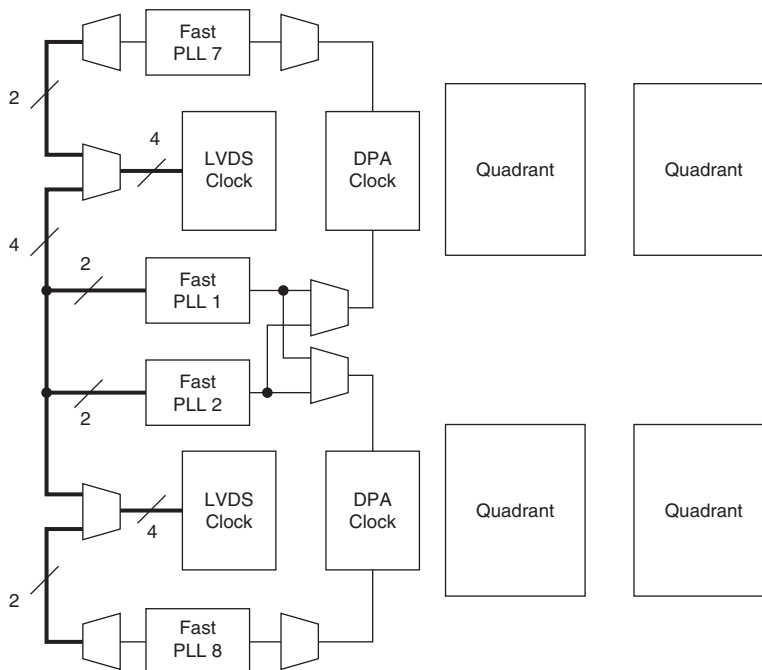 Fast
PLL 7
2
4
LVDS
Clock
DPA
Clock
Quadrant
Quadrant
4
2
Fast
PLL 1
Fast
PLL 2
2
LVDS
Clock
4
DPA
Clock
Quadrant
Quadrant
2
Fast
PLL 8